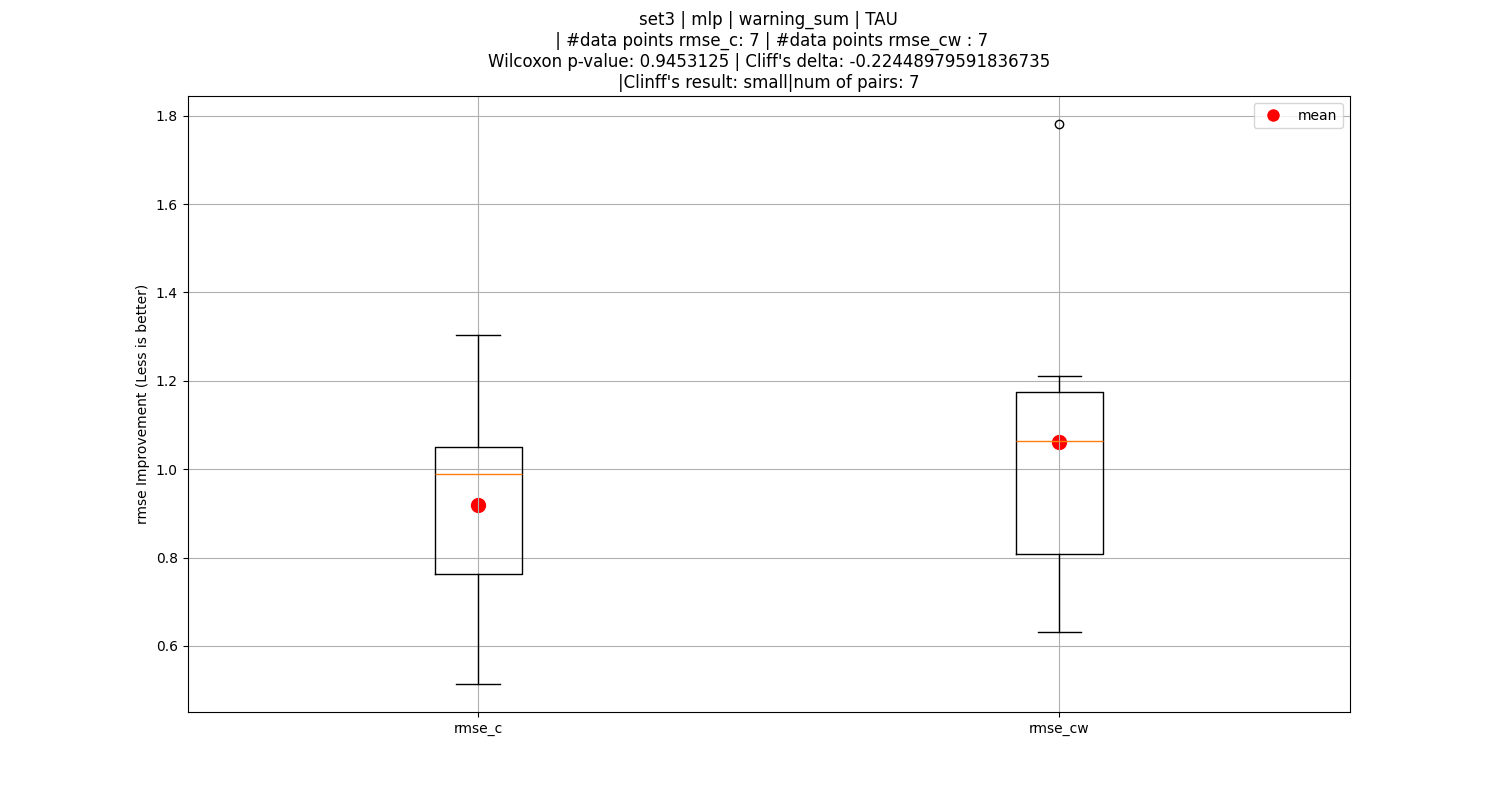 set3 | mlp | warning_sum | TAU
| #data points rmse_c: 7 | #data points rmse_cw : 7
Wilcoxon p-value: 0.9453125 | Cliff's delta: -0.22448979591836735
|Clinff's result: small|num of pairs: 7
mean
rmse Improvement (Less is better)
1.8
1.6
1.4
1.2
1.0
0.8
0.6
rmse_c
rmse_cw